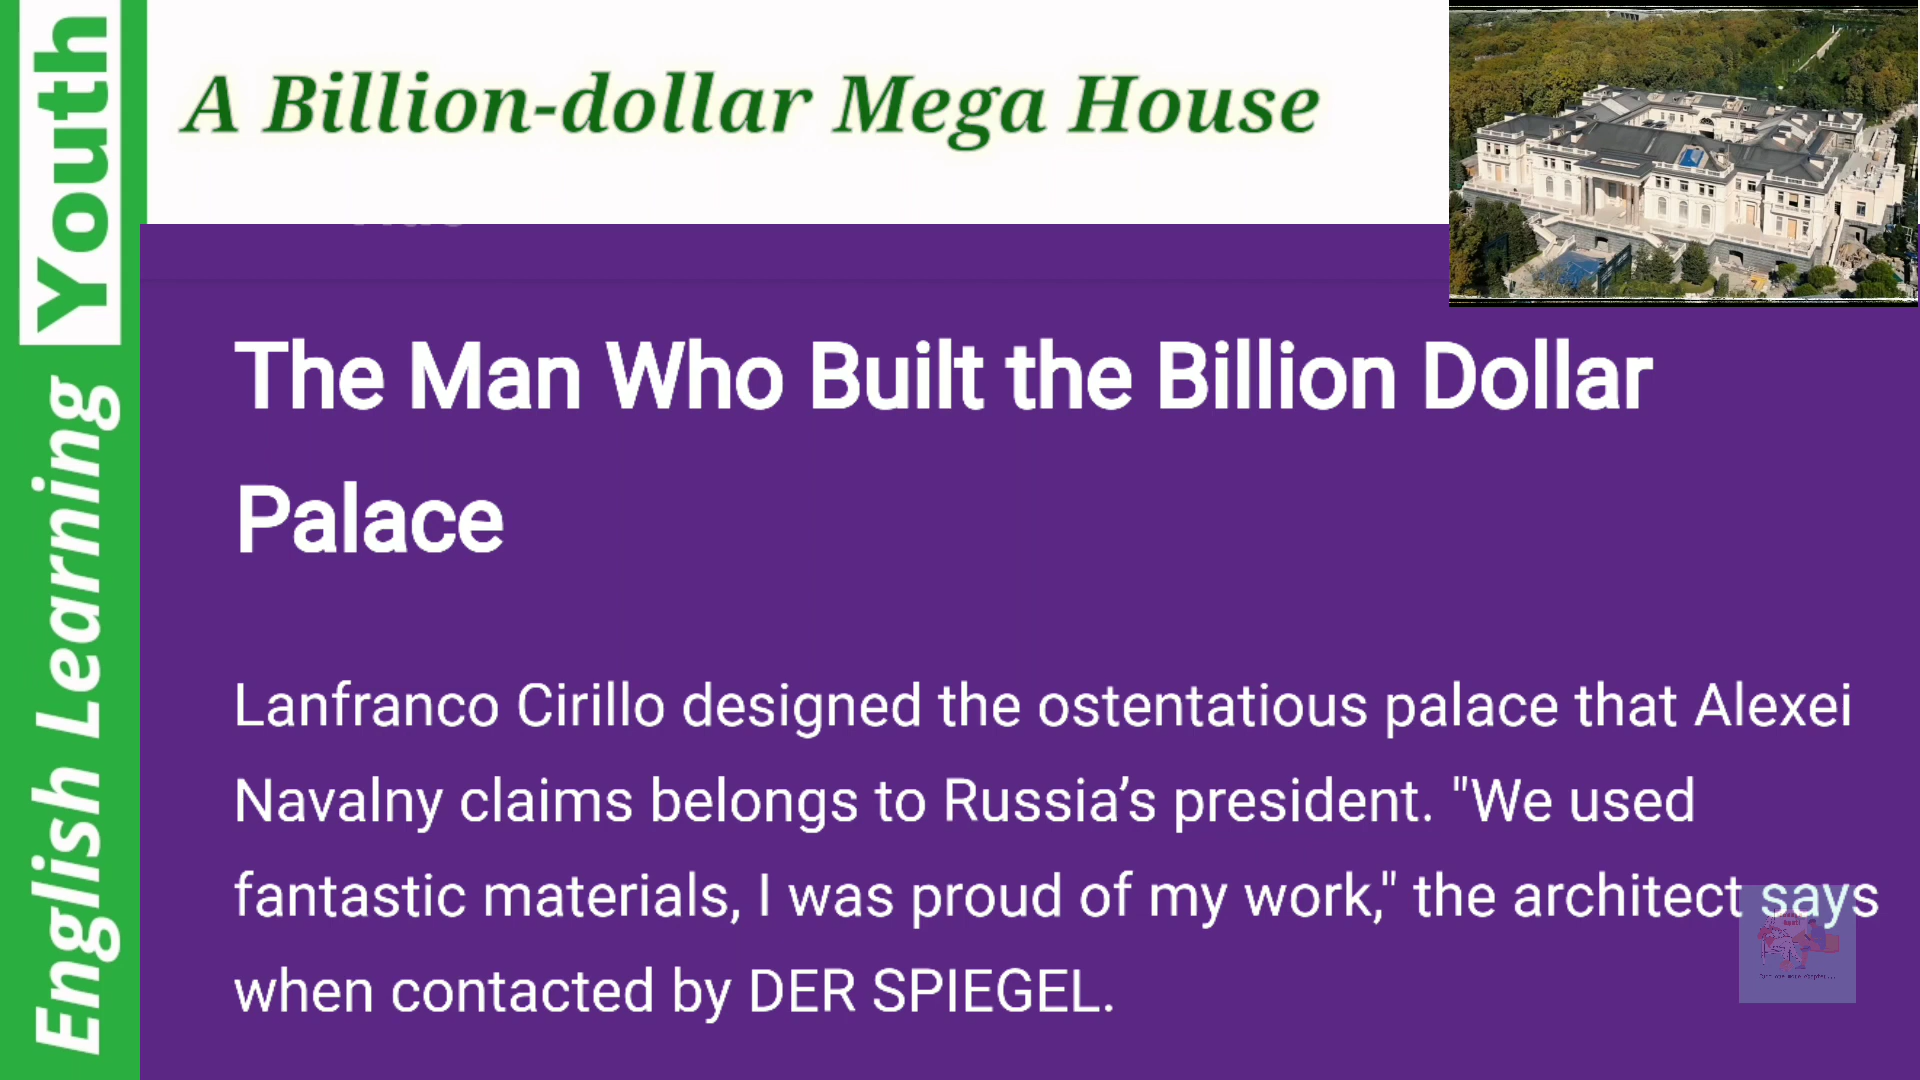 English Learning Youth
A Billion-dollar Mega House
The Man Who Built the Billion Dollar
Palace
Lanfranco Cirillo designed the ostentatious palace that Alexei
Navalny claims belongs to Russia’s president. "We used
fantastic materials, I was proud of my work," the architect says
when contacted by DER SPIEGEL.